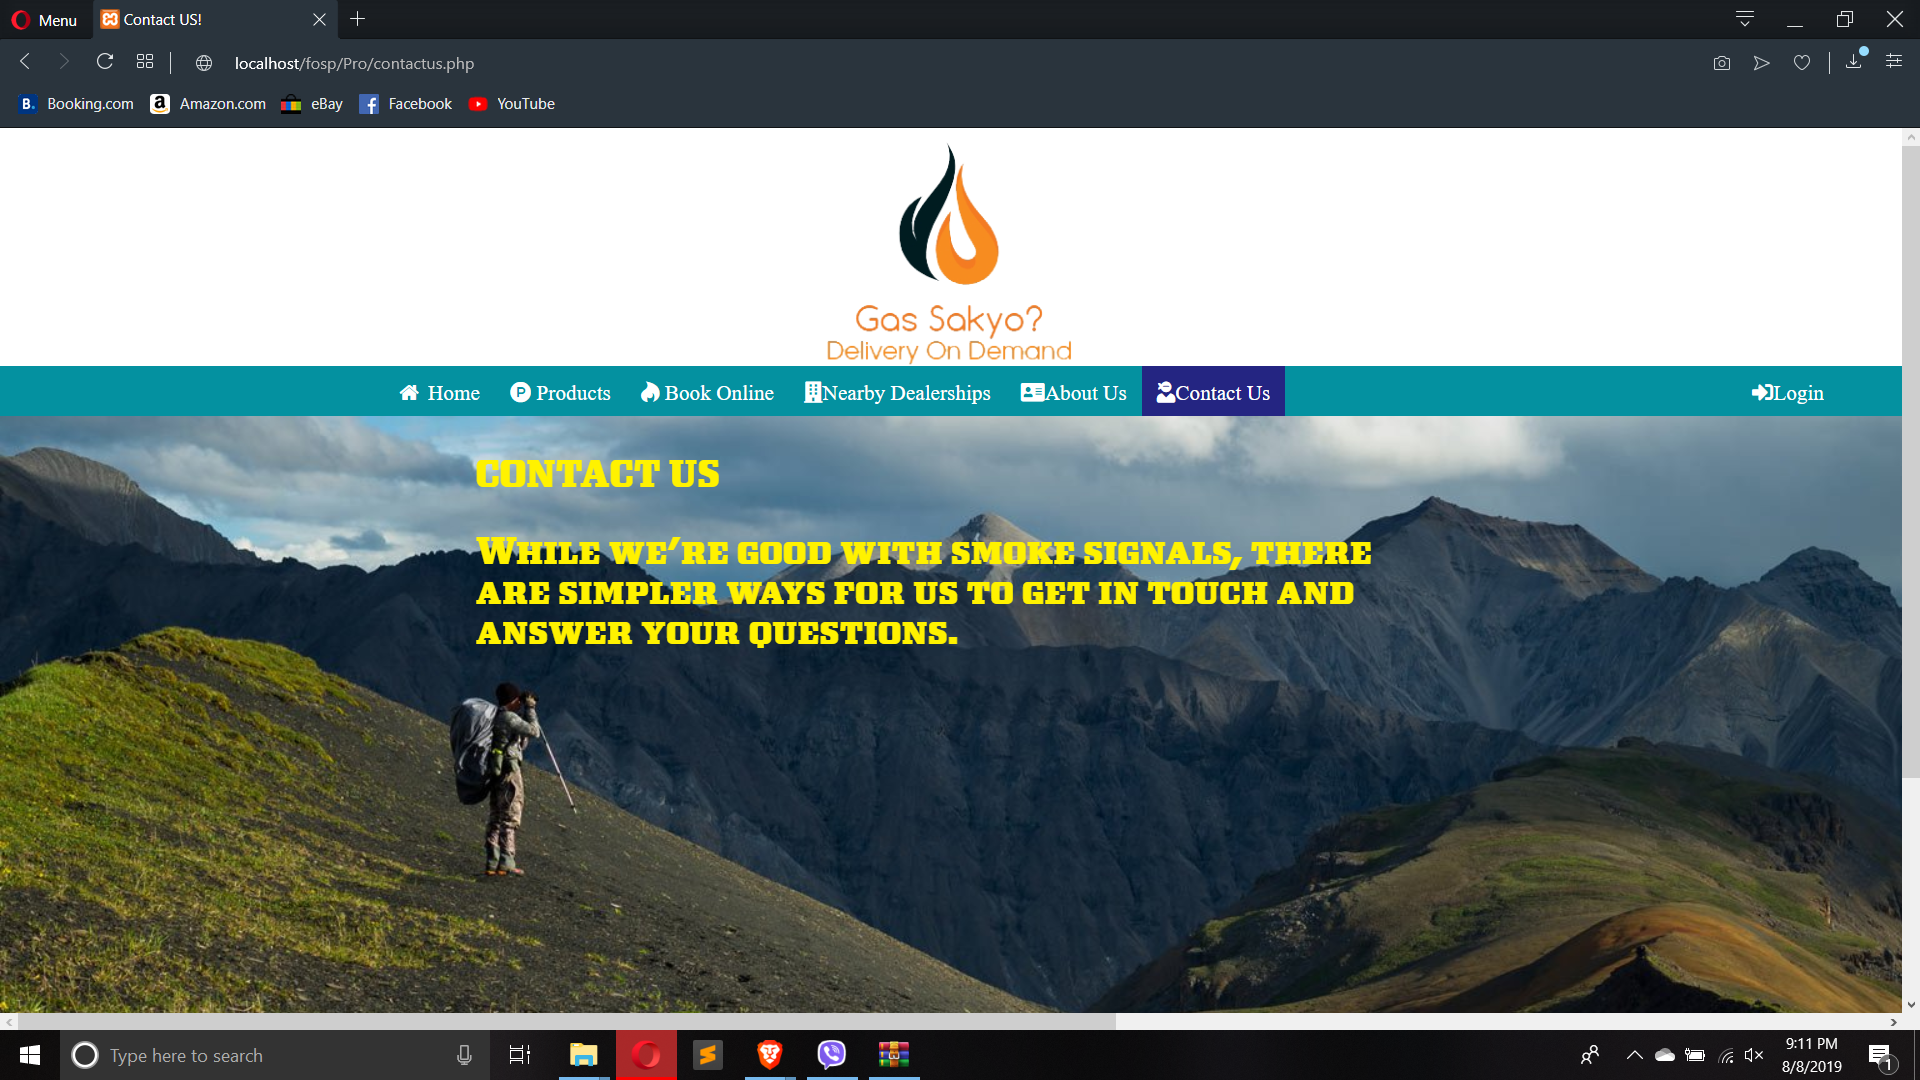 Menu
Contact US!
localhost/fosp/Pro/contactus.php
Booking.com
Amazon.com
eBay
Facebook
YouTube
Gas Sakyo?
Delivery On Demand
Home
Products
Book Online
Nearby Dealerships
About Us
Contact Us
Login
CONTACT US
While we're good with smoke signals, there
are simpler ways for us to get in touch and
answer your questions.
Type here to search
9:11 PM
8/8/2019
1